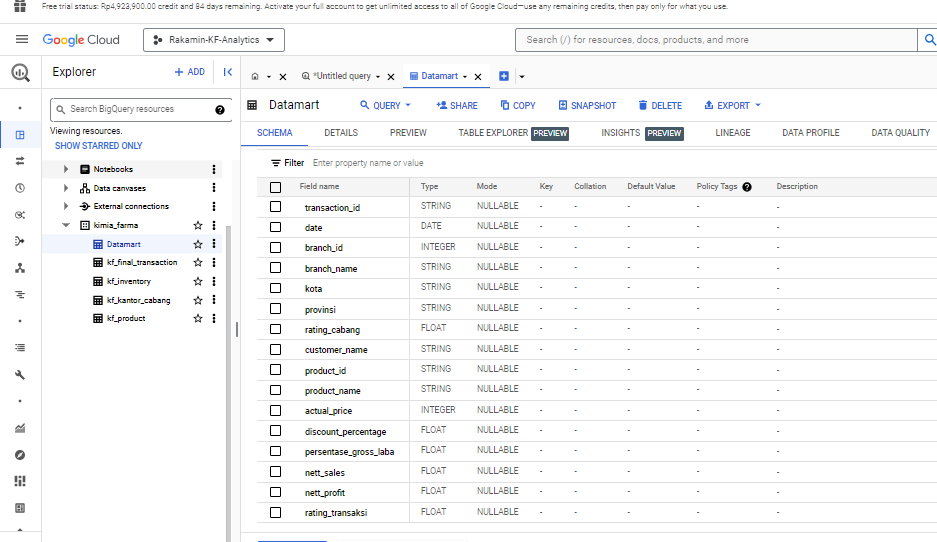 Free trial status: Rp4,923,900.00 credit and 84 days remaining. Activate your full account to get unlimited access to all of Google Cloud—use any remaining credits, then pay only for what you use.
Google Cloud
Rakamin-KF-Analytics
Search (/) for resources, docs, products, and more
Explorer
+ ADD
*Untitled query
Datamart
Search BigQuery resources
Viewing resources.
SHOW STARRED ONLY
Notebooks
Data canvases
External connections
kimia_farma
Datamart
kf_final_transaction
kf_inventory
kf_kantor_cabang
kf_product
Datamart
QUERY
SHARE
COPY
SNAPSHOT
DELETE
EXPORT
SCHEMA
DETAILS
PREVIEW
TABLE EXPLORER PREVIEW
INSIGHTS PREVIEW
LINEAGE
DATA PROFILE
DATA QUALITY
Filter Enter property name or value
Field name Type Mode Key Collation Default Value Policy Tags Description
transaction_id STRING NULLABLE - - - - -
date DATE NULLABLE - - - - -
branch_id INTEGER NULLABLE - - - - -
branch_name STRING NULLABLE - - - - -
kota STRING NULLABLE - - - - -
provinsi STRING NULLABLE - - - - -
rating_cabang FLOAT NULLABLE - - - - -
customer_name STRING NULLABLE - - - - -
product_id STRING NULLABLE - - - - -
product_name STRING NULLABLE - - - - -
actual_price INTEGER NULLABLE - - - - -
discount_percentage FLOAT NULLABLE - - - - -
persentase_gross_laba FLOAT NULLABLE - - - - -
nett_sales FLOAT NULLABLE - - - - -
nett_profit FLOAT NULLABLE - - - - -
rating_transaksi FLOAT NULLABLE - - - - -